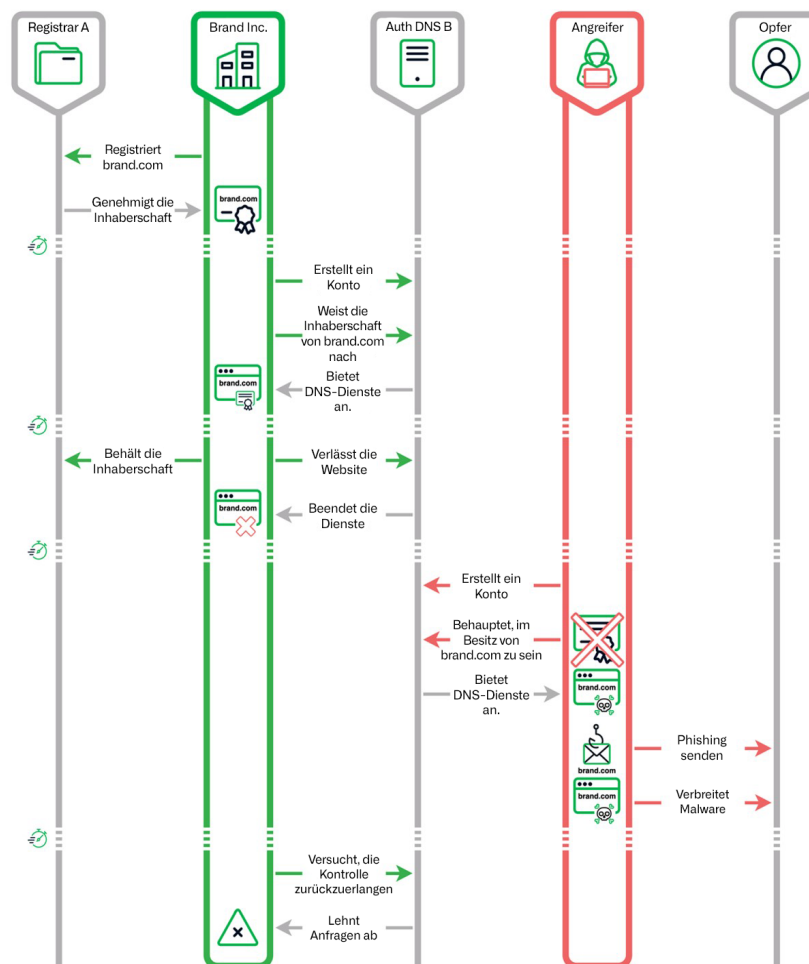 Registrar A
Brand Inc.
Auth DNS B
Angreifer
Opfer
Registriert
brand.com
Genehmigt die
Inhaberschaft
brand.com
Erstellt ein
Konto
Weist die
Inhaberschaft
von brand.com
nach
brand.com
Bietet
DNS-Dienste
an.
Behält die
Inhaberschaft
Verlässt die
Website
brand.com
Beendet die
Dienste
Erstellt ein
Konto
Behauptet, im
Besitz von
brand.com zu sein
Bietet
DNS-Dienste
an.
brand.com
brand.com
Phishing
senden
brand.com
Verbreitet
Malware
Versucht, die
Kontrolle
zurückzuerlangen
Lehnt
Anfragen ab